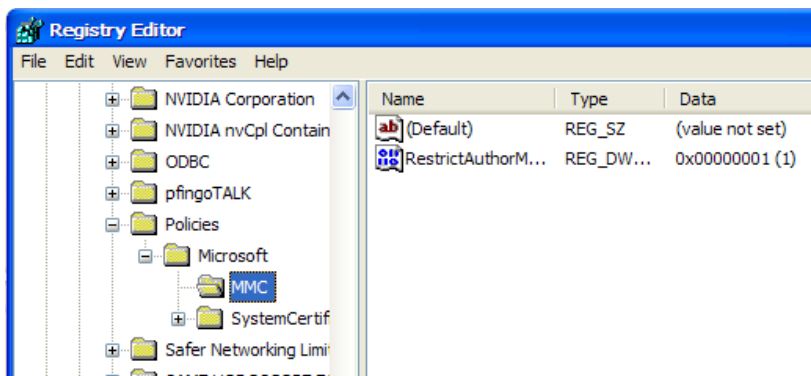 Registry Editor
File Edit View Favorites Help
NVIDIA Corporation
NVIDIA nvCpl Contain
ODBC
pfingoTALK
Policies
Microsoft
MMC
SystemCertif
Safer Networking Limi
Name Type Data
(Default) REG_SZ (value not set)
RestrictAuthorM... REG_DW... 0x00000001 (1)